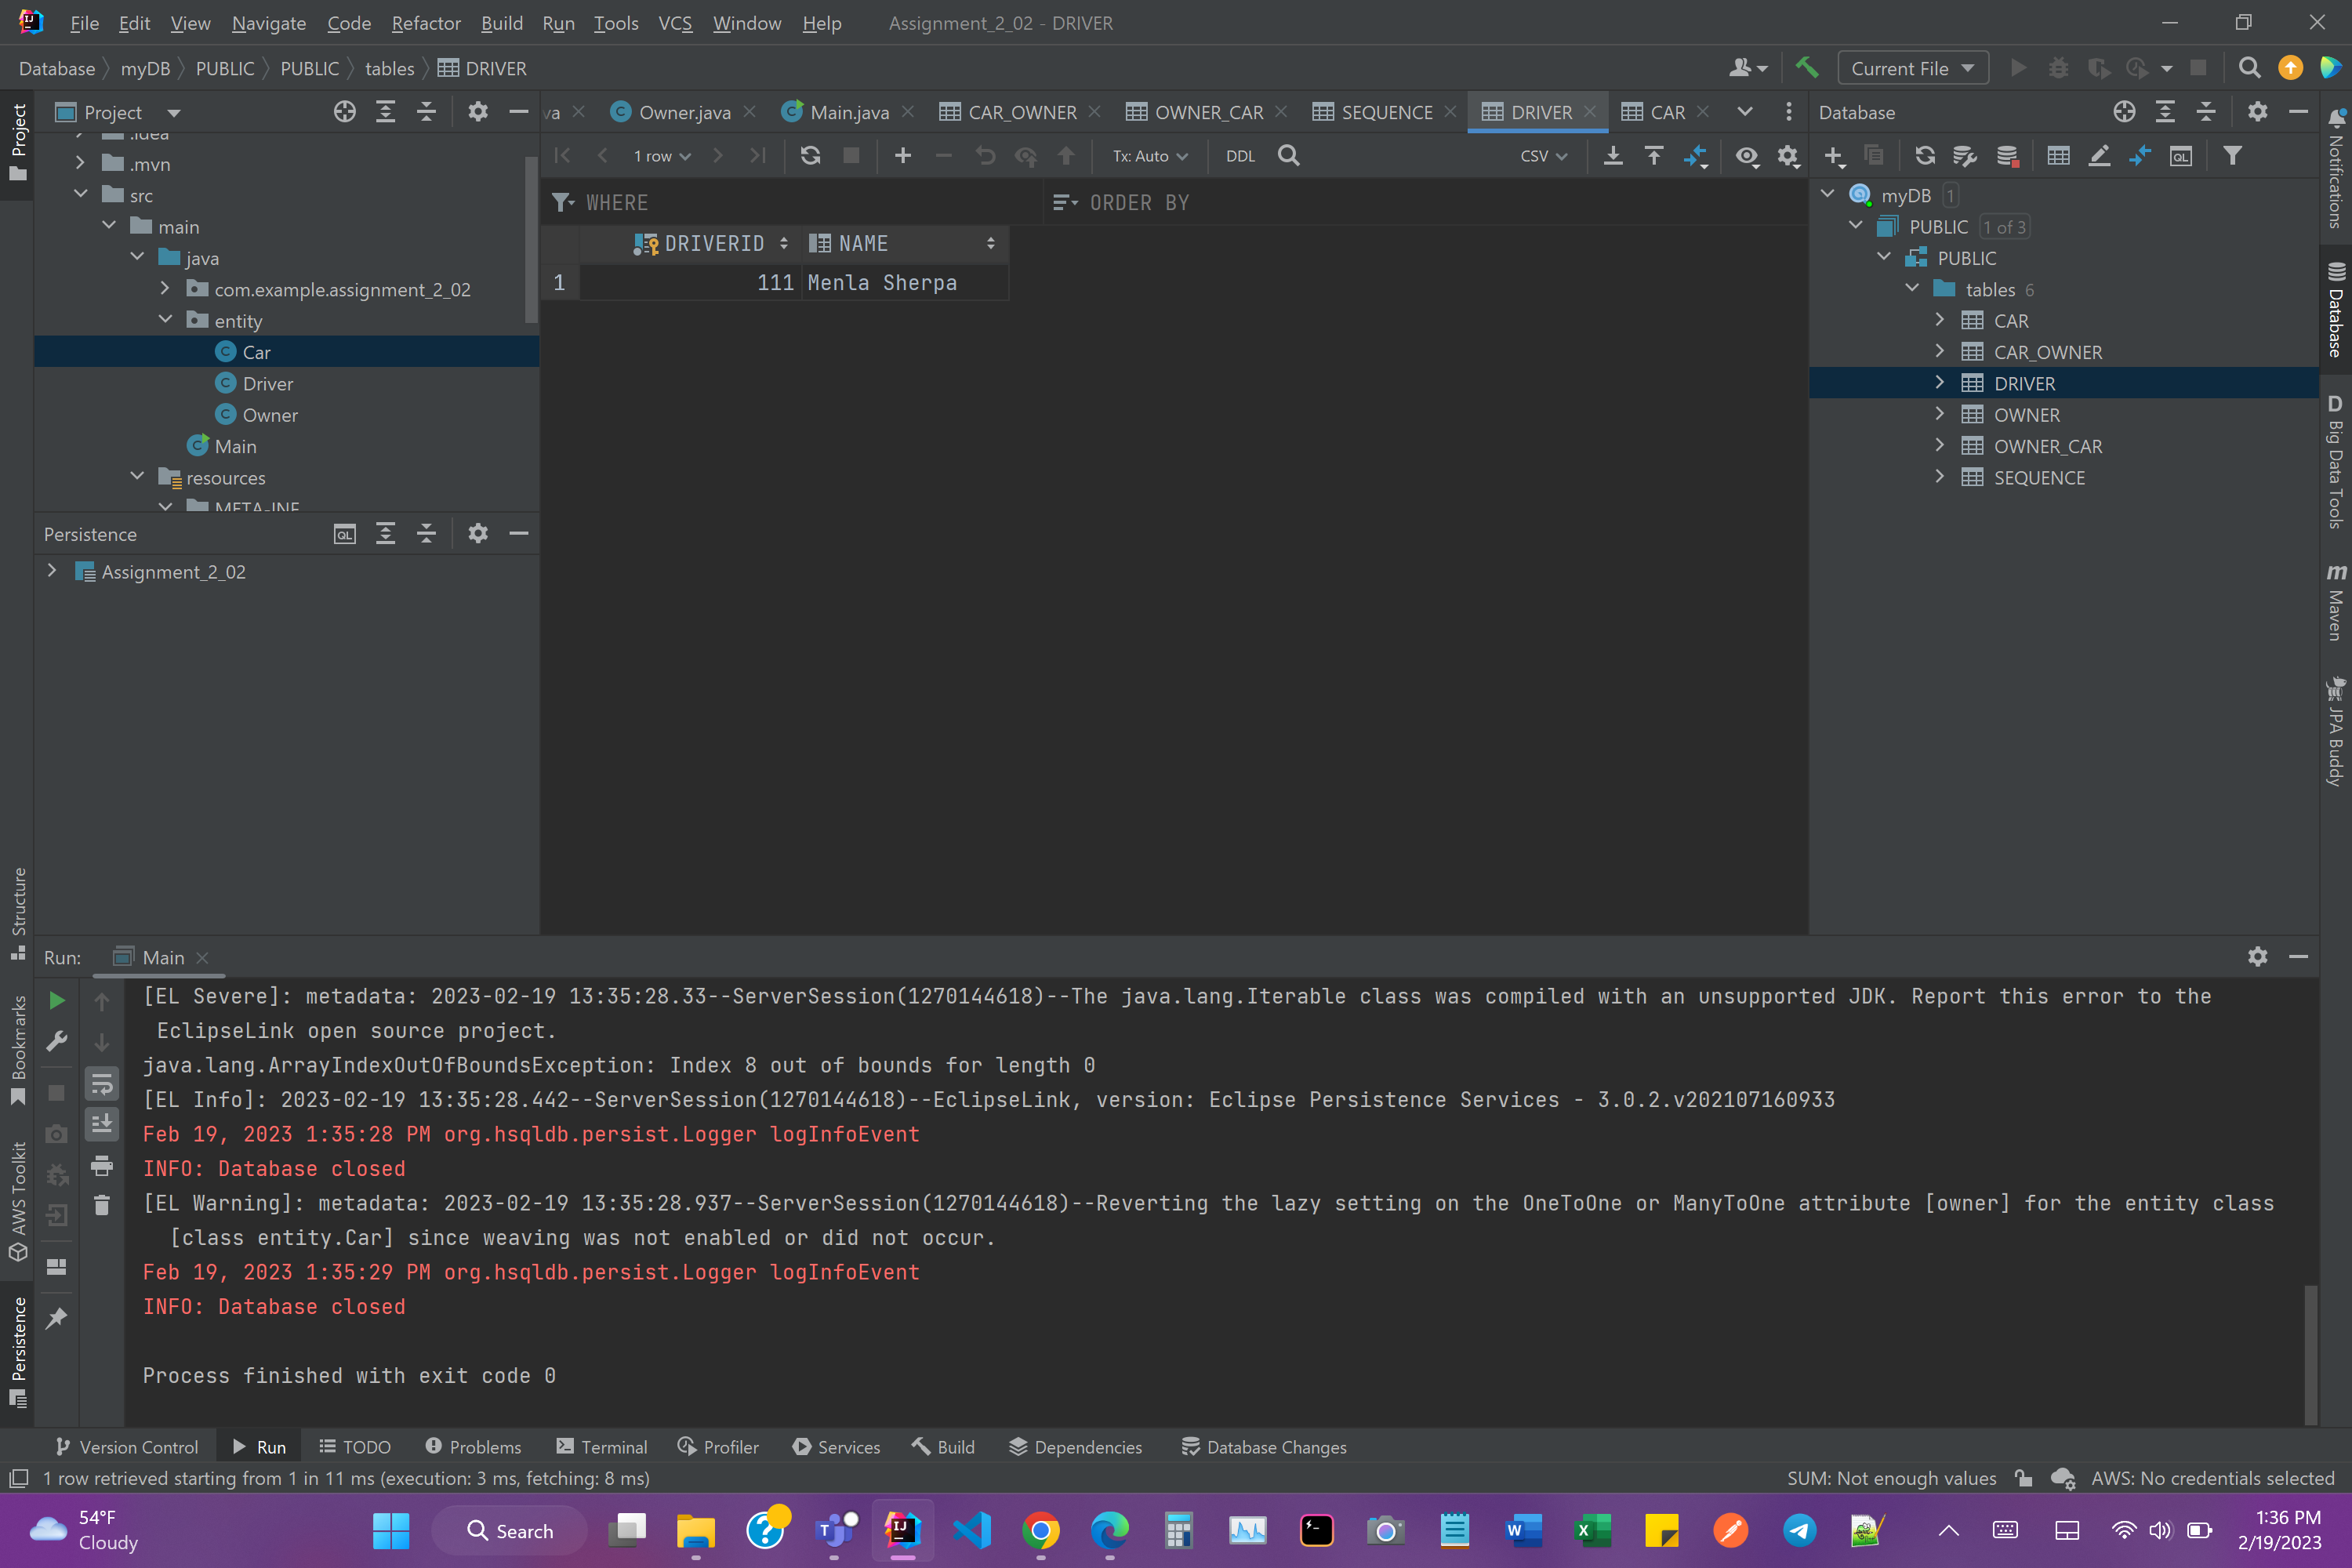 File Edit View Navigate Code Refactor Build Run Tools VCS Window Help Assignment_2_02 - DRIVER
Database myDB PUBLIC PUBLIC tables DRIVER Current File
Project
va Owner.java Main.java CAR_OWNER OWNER_CAR SEQUENCE DRIVER CAR
1 row Tx: Auto DDL CSV
WHERE ORDER BY
DRIVERID NAME
1 111 Menla Sherpa
.idea
.mvn
src
main
java
com.example.assignment_2_02
entity
Car
Driver
Owner
Main
resources
META-INF
Persistence
Assignment_2_02
Database
myDB 1
PUBLIC 1 of 3
PUBLIC
tables 6
CAR
CAR_OWNER
DRIVER
OWNER
OWNER_CAR
SEQUENCE
Project
Structure
Bookmarks
AWS Toolkit
Persistence
Notifications
Database
D Big Data Tools
m Maven
JPA Buddy
Run: Main
[EL Severe]: metadata: 2023-02-19 13:35:28.33--ServerSession(1270144618)--The java.lang.Iterable class was compiled with an unsupported JDK. Report this error to the
EclipseLink open source project.
java.lang.ArrayIndexOutOfBoundsException: Index 8 out of bounds for length 0
[EL Info]: 2023-02-19 13:35:28.442--ServerSession(1270144618)--EclipseLink, version: Eclipse Persistence Services - 3.0.2.v202107160933
Feb 19, 2023 1:35:28 PM org.hsqldb.persist.Logger logInfoEvent
INFO: Database closed
[EL Warning]: metadata: 2023-02-19 13:35:28.937--ServerSession(1270144618)--Reverting the lazy setting on the OneToOne or ManyToOne attribute [owner] for the entity class
[class entity.Car] since weaving was not enabled or did not occur.
Feb 19, 2023 1:35:29 PM org.hsqldb.persist.Logger logInfoEvent
INFO: Database closed
Process finished with exit code 0
Version Control Run TODO Problems Terminal Profiler Services Build Dependencies Database Changes
1 row retrieved starting from 1 in 11 ms (execution: 3 ms, fetching: 8 ms) SUM: Not enough values AWS: No credentials selected
54°F
Cloudy
Search
1:36 PM
2/19/2023